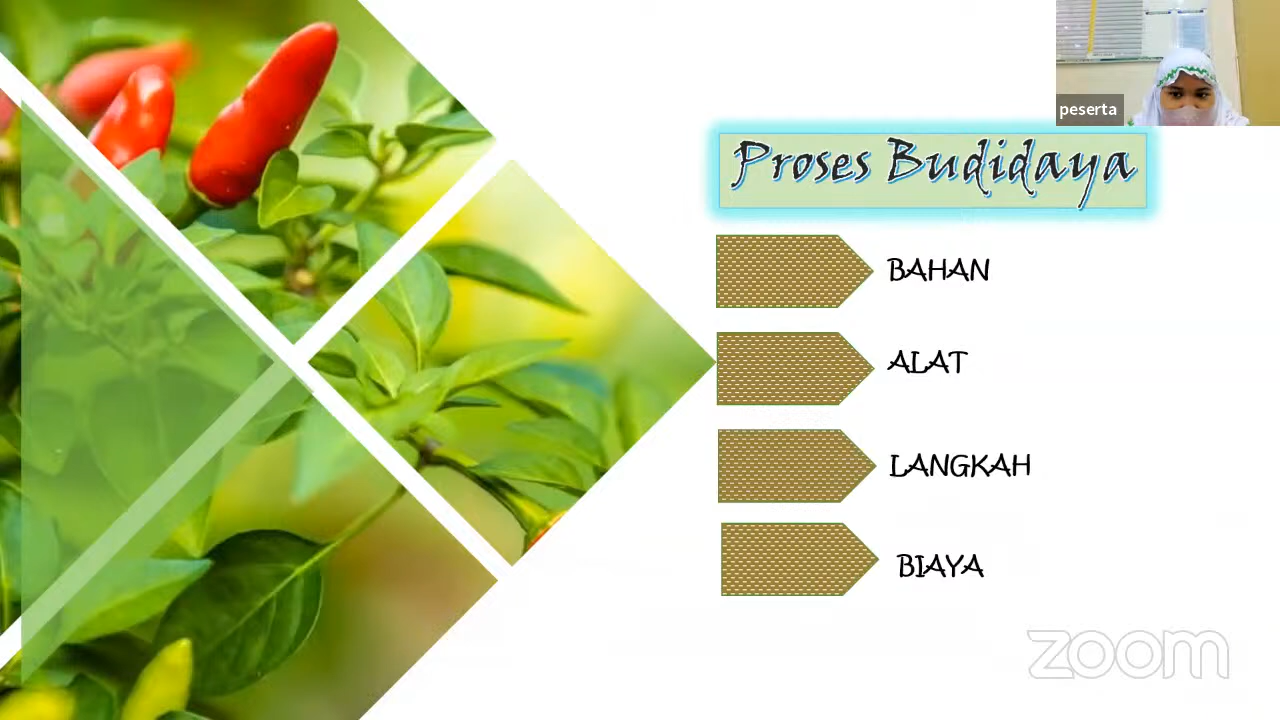 peserta
Proses Budidaya
BAHAN
ALAT
LANGKAH
BIAYA
zoom